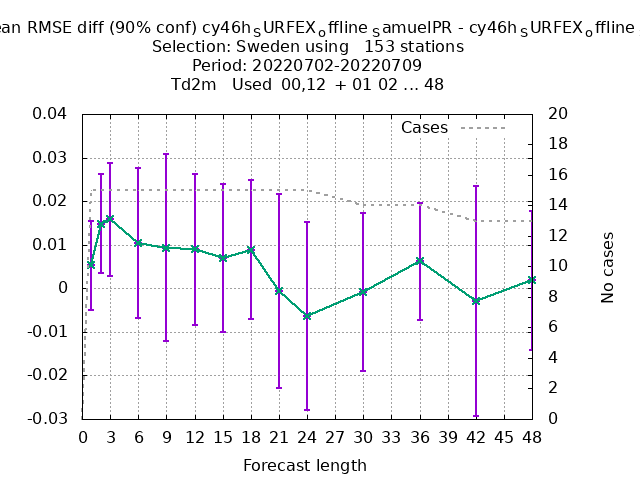 ean RMSE diff (90% conf) cy46hSURFEXoffline SamuelPR - cy46hSURFEXoffline
Selection: Sweden using 153 stations
Period: 20220702-20220709
Td2m Used 00,12 + 01 02 ... 48
Cases
0.04
0.03
0.02
0.01
0
-0.01
-0.02
-0.03
20
18
16
14
12
10
8
6
4
2
0
No cases
0 3 6 9 12 15 18 21 24 27 30 33 36 39 42 45 48
Forecast length